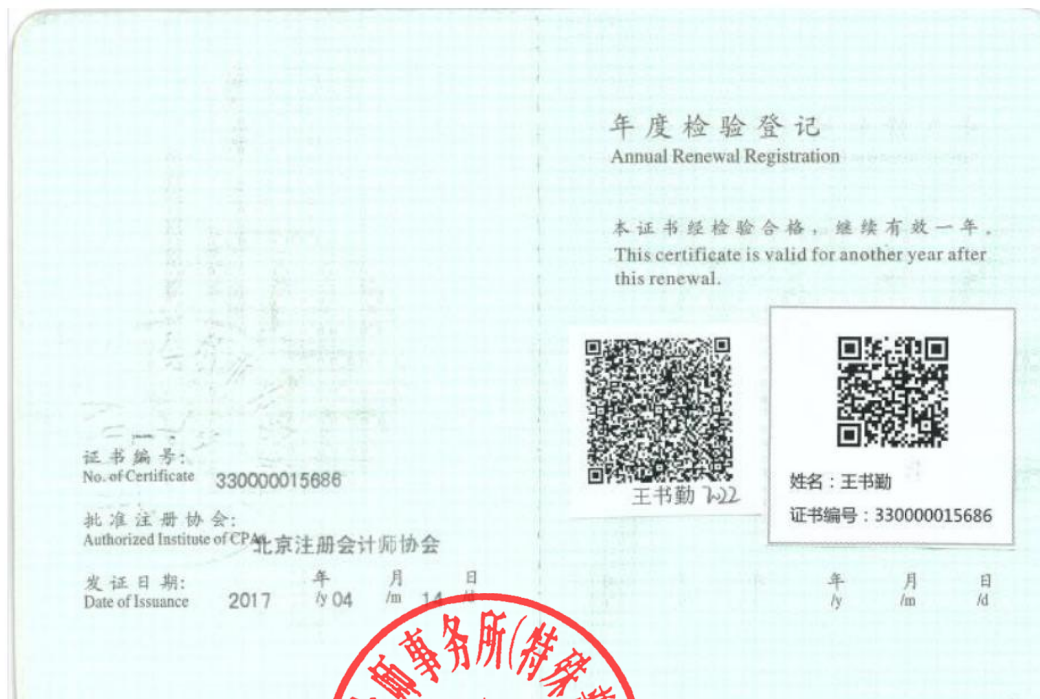 证书编号:
No. of Certificate
330000015686
批准注册协会:
Authorized Institute of CPAs
北京注册会计师协会
发证日期:
Date of Issuance
2017 年 /y 04 月 /m 14 日 /d
年度检验登记
Annual Renewal Registration
本证书经检验合格，继续有效一年。
This certificate is valid for another year after
this renewal.
王书勤 2022
姓名：王书勤
证书编号：330000015686
年 月 日
/y /m /d
师事务所(特殊普